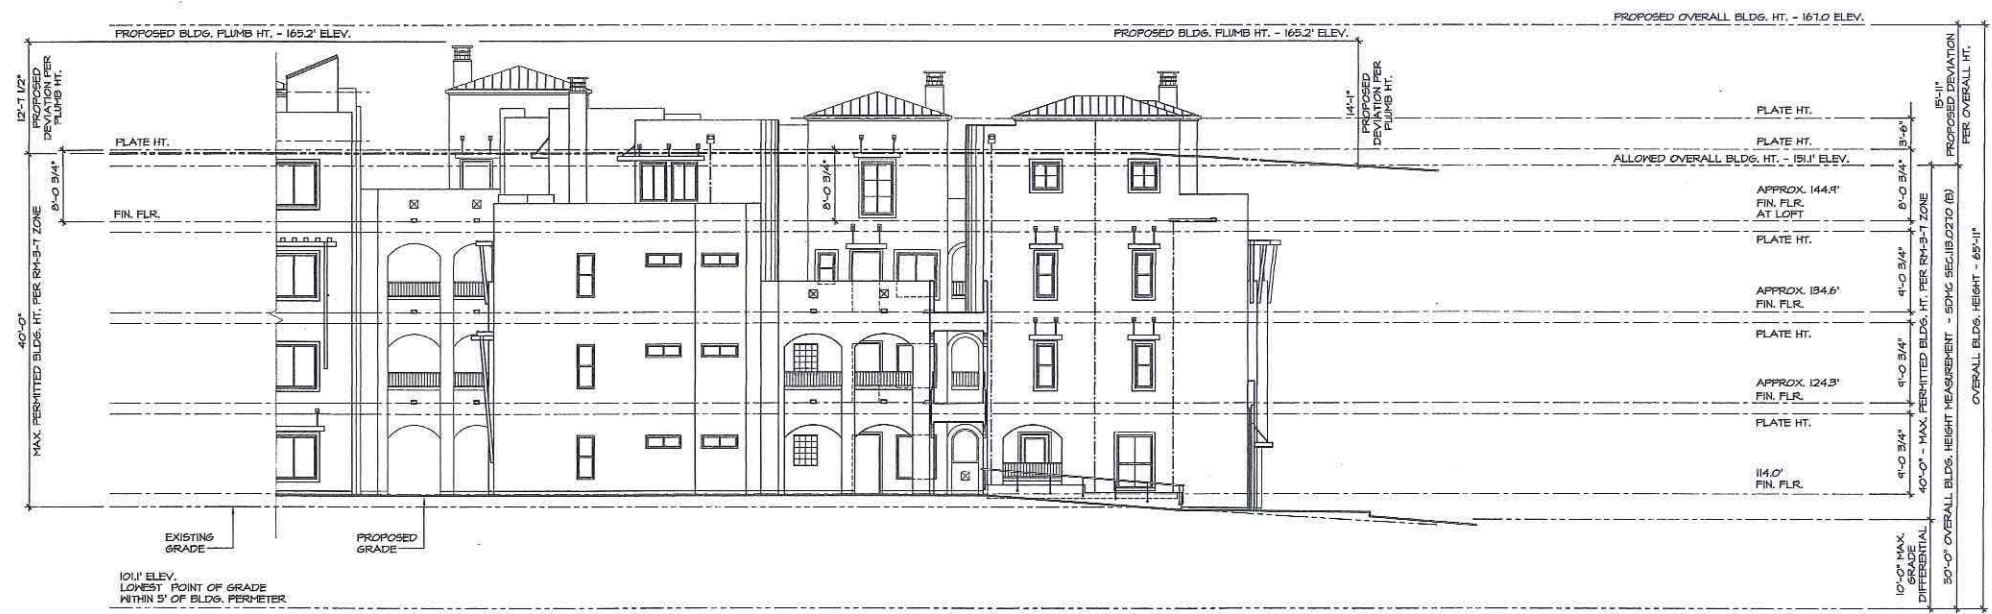 PROPOSED OVERALL BLDG. HT. - 167.0 ELEV.
PROPOSED BLDG. PLUMB HT. - 165.2' ELEV.
PROPOSED BLDG. PLUMB HT. - 165.2' ELEV.
12'-7 1/2"
PROPOSED
DEVIATION PER
PLUMB HT.
14'-1"
PROPOSED
DEVIATION PER
PLUMB HT.
15'-11"
PROPOSED DEVIATION
PER OVERALL HT.
PLATE HT.
PLATE HT.
3'-6"
PLATE HT.
PLATE HT.
ALLOWED OVERALL BLDG. HT. - 151.1' ELEV.
8'-0 3/4"
8'-0 3/4"
8'-0 3/4"
APPROX. 144.9'
FIN. FLR.
AT LOFT
FIN. FLR.
PLATE HT.
9'-0 3/4"
APPROX. 134.6'
FIN. FLR.
PLATE HT.
9'-0 3/4"
APPROX. 124.3'
FIN. FLR.
PLATE HT.
9'-0 3/4"
114.0'
FIN. FLR.
40'-0"
MAX. PERMITTED BLDG. HT. PER RM-3-7 ZONE
40'-0" - MAX. PERMITTED BLDG. HT. PER RM-3-7 ZONE
50'-0" OVERALL BLDG. HEIGHT MEASUREMENT - SDMC SEC.113.0270 (B)
OVERALL BLDG. HEIGHT - 65'-11"
10'-0" MAX.
GRADE
DIFFERENTIAL
EXISTING
GRADE
PROPOSED
GRADE
101.1' ELEV.
LOWEST POINT OF GRADE
WITHIN 5' OF BLDG. PERMETER